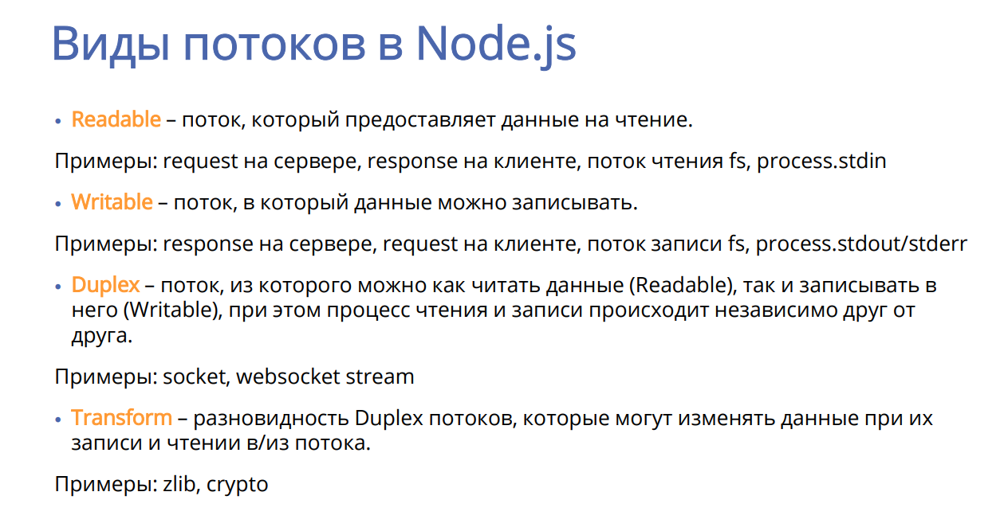 Виды потоков в Node.js
• Readable – поток, который предоставляет данные на чтение.
Примеры: request на сервере, response на клиенте, поток чтения fs, process.stdin
• Writable – поток, в который данные можно записывать.
Примеры: response на сервере, request на клиенте, поток записи fs, process.stdout/stderr
• Duplex – поток, из которого можно как читать данные (Readable), так и записывать в
него (Writable), при этом процесс чтения и записи происходит независимо друг от
друга.
Примеры: socket, websocket stream
• Transform – разновидность Duplex потоков, которые могут изменять данные при их
записи и чтении в/из потока.
Примеры: zlib, crypto